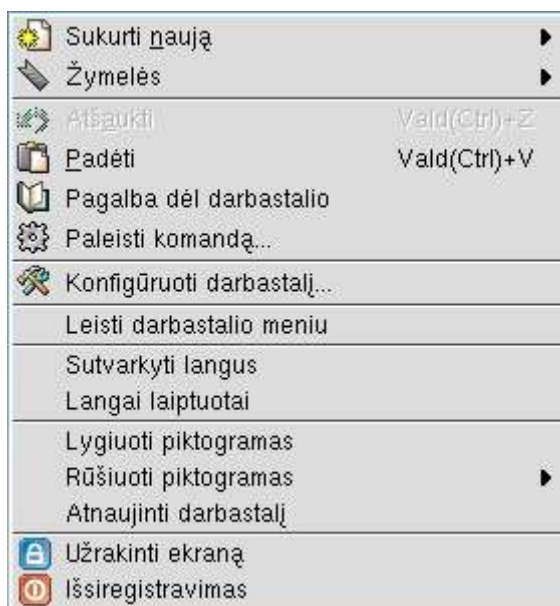 Sukurti naują
Žymelės
Atšaukti Vald(Ctrl)+Z
Padėti Vald(Ctrl)+V
Pagalba dėl darbastalio
Paleisti komandą...
Konfigūruoti darbastalį...
Leisti darbastalio meniu
Sutvarkyti langus
Langai laiptuotai
Lygiuoti piktogramas
Rūšiuoti piktogramas
Atnaujinti darbastalį
Užrakinti ekraną
Išsiregistravimas